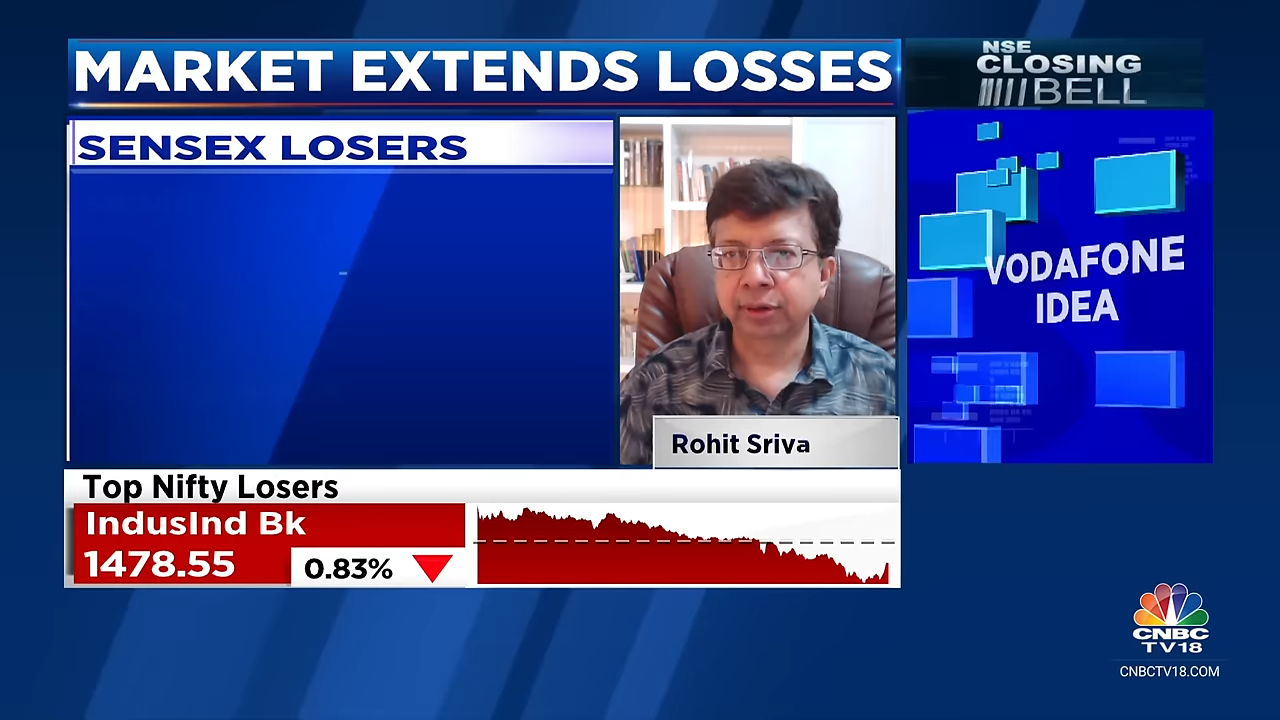 MARKET EXTENDS LOSSES
NSE
CLOSING
BELL
SENSEX LOSERS
VODAFONE
IDEA
Rohit Sriva
Top Nifty Losers
IndusInd Bk
1478.55
0.83%
CNBC
TV18
CNBCTV18.COM